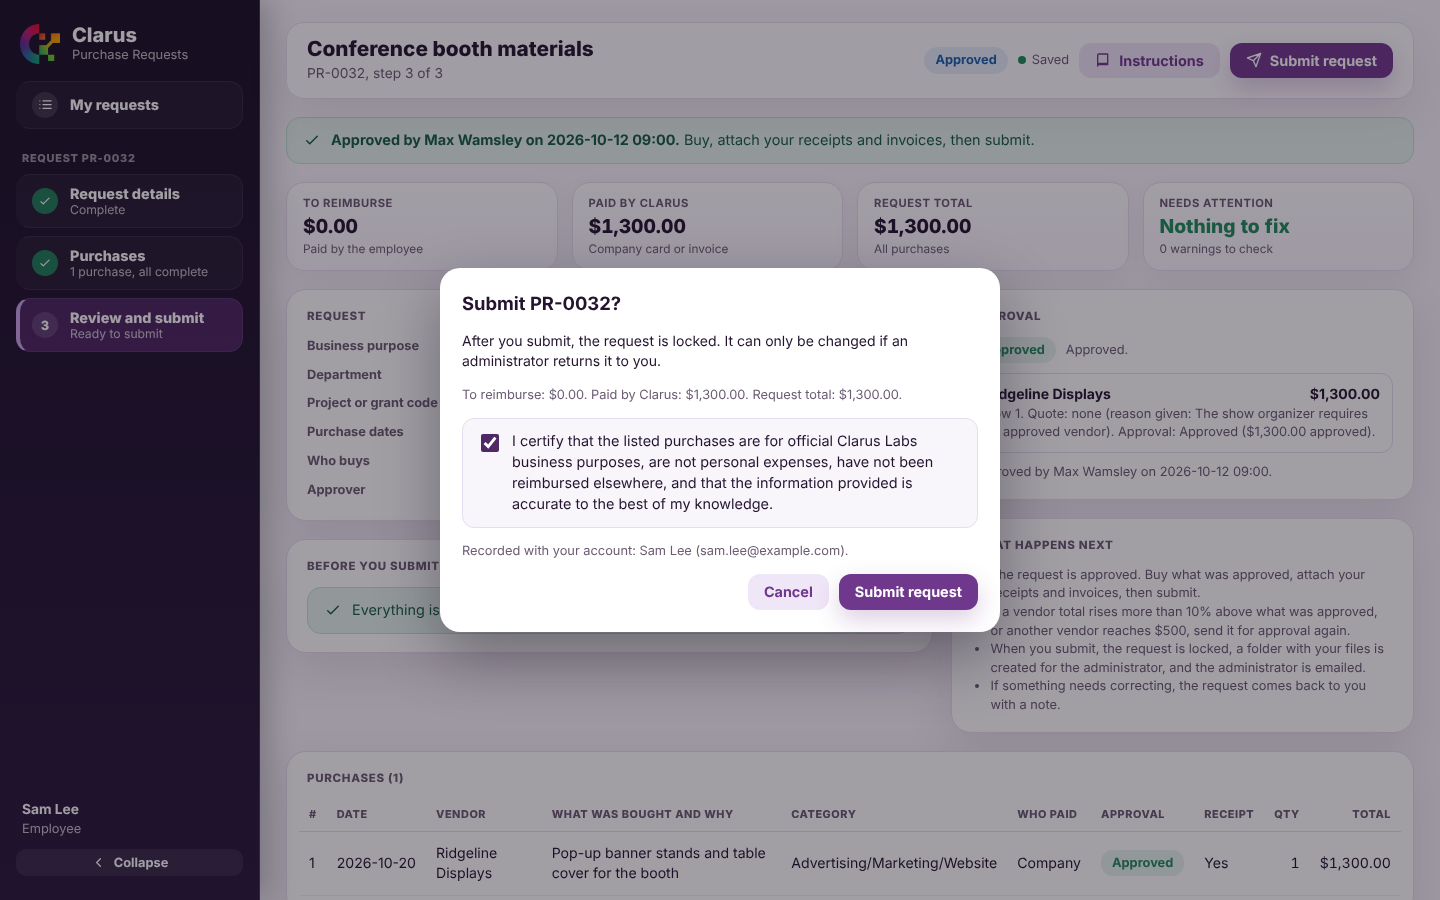 Clarus
Purchase Requests
My requests
REQUEST PR-0032
Request details
Complete
Purchases
1 purchase, all complete
3
Review and submit
Ready to submit
Sam Lee
Employee
Collapse
Conference booth materials
PR-0032, step 3 of 3
Approved
Saved
Instructions
Submit request
Approved by Max Wamsley on 2026-10-12 09:00. Buy, attach your receipts and invoices, then submit.
TO REIMBURSE
$0.00
Paid by the employee
PAID BY CLARUS
$1,300.00
Company card or invoice
REQUEST TOTAL
$1,300.00
All purchases
NEEDS ATTENTION
Nothing to fix
0 warnings to check
REQUEST
Business purpose
Department
Project or grant code
Purchase dates
Who buys
Approver
BEFORE YOU SUBMIT
Everything is
Submit PR-0032?
After you submit, the request is locked. It can only be changed if an
administrator returns it to you.
To reimburse: $0.00. Paid by Clarus: $1,300.00. Request total: $1,300.00.
I certify that the listed purchases are for official Clarus Labs
business purposes, are not personal expenses, have not been
reimbursed elsewhere, and that the information provided is
accurate to the best of my knowledge.
Recorded with your account: Sam Lee (sam.lee@example.com).
Cancel
Submit request
Approved.
Displays
$1,300.00
1. Quote: none (reason given: The show organizer requires
approved vendor). Approval: Approved ($1,300.00 approved).
by Max Wamsley on 2026-10-12 09:00.
HAPPENS NEXT
request is approved. Buy what was approved, attach your
receipts and invoices, then submit.
a vendor total rises more than 10% above what was approved,
or another vendor reaches $500, send it for approval again.
When you submit, the request is locked, a folder with your files is
created for the administrator, and the administrator is emailed.
If something needs correcting, the request comes back to you
with a note.
PURCHASES (1)
# DATE VENDOR WHAT WAS BOUGHT AND WHY CATEGORY WHO PAID APPROVAL RECEIPT QTY TOTAL
1 2026-10-20 Ridgeline Displays Pop-up banner stands and table cover for the booth Advertising/Marketing/Website Company Approved Yes 1 $1,300.00